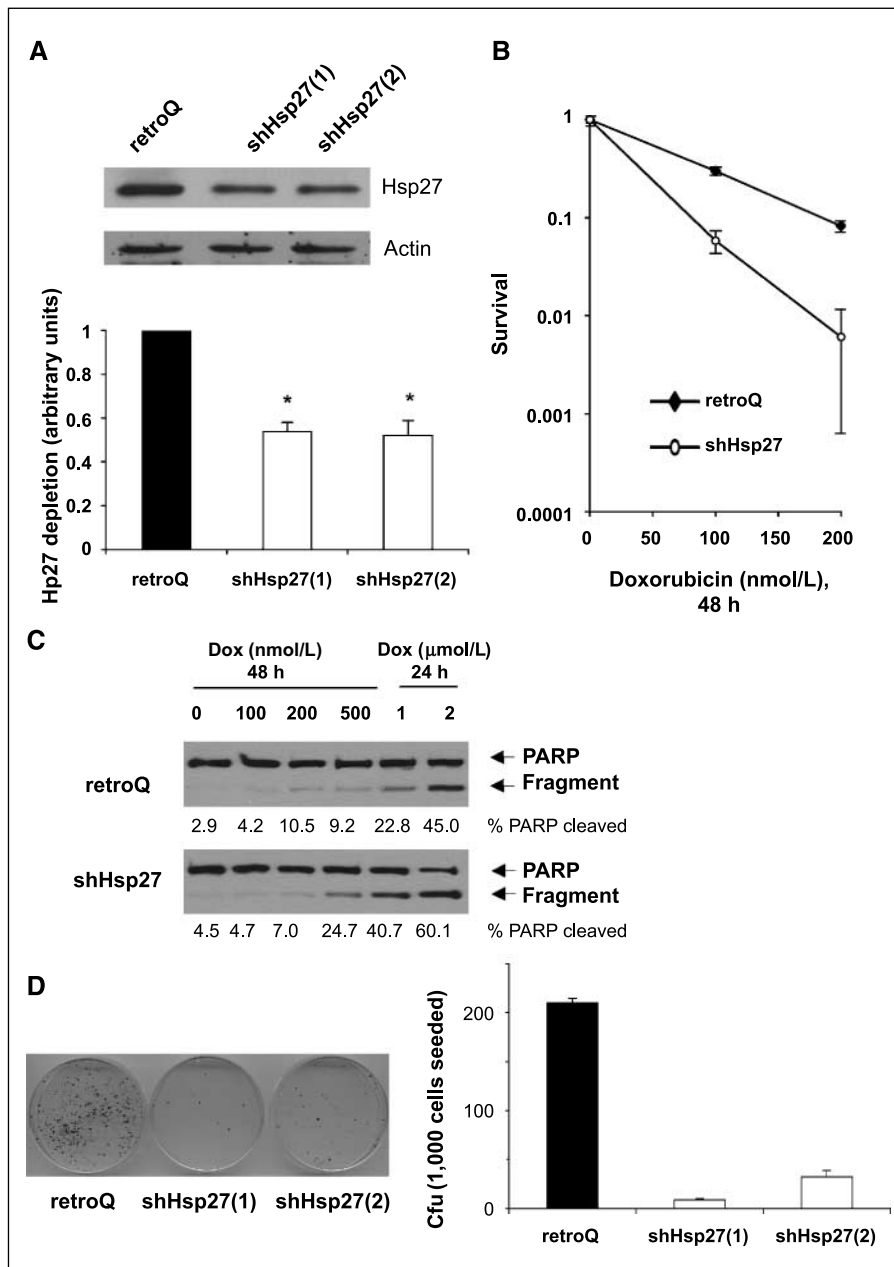 A
retroQ
shHsp27(1)
shHsp27(2)
Hsp27
Actin
Hp27 depletion (arbitrary units)
1
0.8
0.6
0.4
0.2
0
*
*
retroQ
shHsp27(1)
shHsp27(2)
B
Survival
1
0.1
0.01
0.001
0.0001
retroQ
shHsp27
0 50 100 150 200
Doxorubicin (nmol/L),
48 h
C
Dox (nmol/L)
48 h
Dox (μmol/L)
24 h
0 100 200 500 1 2
retroQ
PARP
Fragment
2.9 4.2 10.5 9.2 22.8 45.0 % PARP cleaved
shHsp27
PARP
Fragment
4.5 4.7 7.0 24.7 40.7 60.1 % PARP cleaved
D
retroQ shHsp27(1) shHsp27(2)
Cfu (1,000 cells seeded)
200
100
0
retroQ shHsp27(1) shHsp27(2)